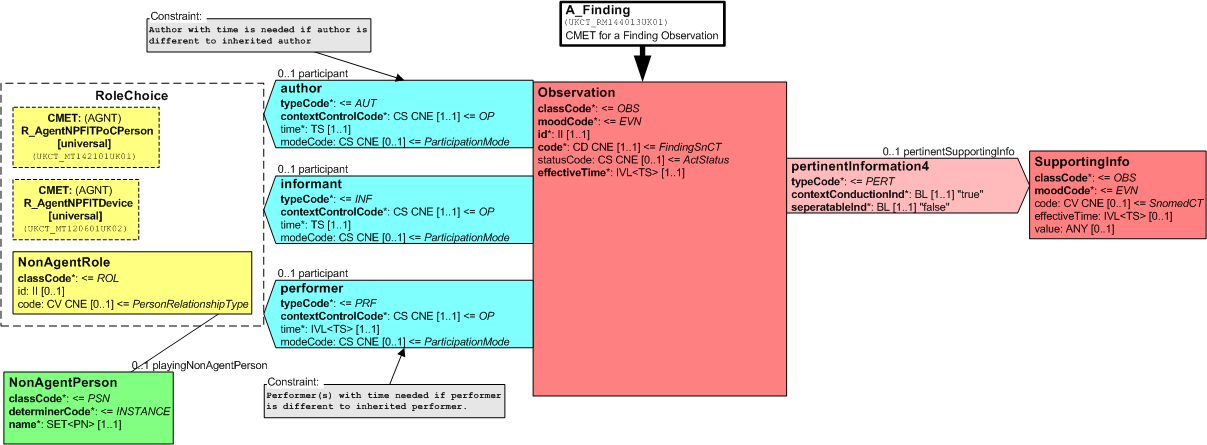 A_Finding
(UKCT_RM144013UK01)
CMET for a Finding Observation
Constraint:
Author with time is needed if author is
different to inherited author
RoleChoice
CMET: (AGNT)
R_AgentNPFITPoCPerson
[universal]
(UKCT_MT142101UK01)
CMET: (AGNT)
R_AgentNPFITDevice
[universal]
(UKCT_MT120601UK02)
NonAgentRole
classCode*: <= ROL
id: II [0..1]
code: CV CNE [0..1] <= PersonRelationshipType
0..1 playingNonAgentPerson
NonAgentPerson
classCode*: <= PSN
determinerCode*: <= INSTANCE
name*: SET<PN> [1..1]
0..1 participant
author
typeCode*: <= AUT
contextControlCode*: CS CNE [1..1] <= OP
time*: TS [1..1]
modeCode: CS CNE [0..1] <= ParticipationMode
0..1 participant
informant
typeCode*: <= INF
contextControlCode*: CS CNE [1..1] <= OP
time*: TS [1..1]
modeCode: CS CNE [0..1] <= ParticipationMode
0..1 participant
performer
typeCode*: <= PRF
contextControlCode*: CS CNE [1..1] <= OP
time*: IVL<TS> [1..1]
modeCode: CS CNE [0..1] <= ParticipationMode
Constraint:
Performer(s) with time needed if performer
is different to inherited performer.
Observation
classCode*: <= OBS
moodCode*: <= EVN
id*: II [1..1]
code*: CD CNE [1..1] <= FindingSnCT
statusCode: CS CNE [0..1] <= ActStatus
effectiveTime*: IVL<TS> [1..1]
0..1 pertinentSupportingInfo
pertinentInformation4
typeCode*: <= PERT
contextConductionInd*: BL [1..1] "true"
seperatableInd*: BL [1..1] "false"
SupportingInfo
classCode*: <= OBS
moodCode*: <= EVN
code: CV CNE [0..1] <= SnomedCT
effectiveTime: IVL<TS> [0..1]
value: ANY [0..1]